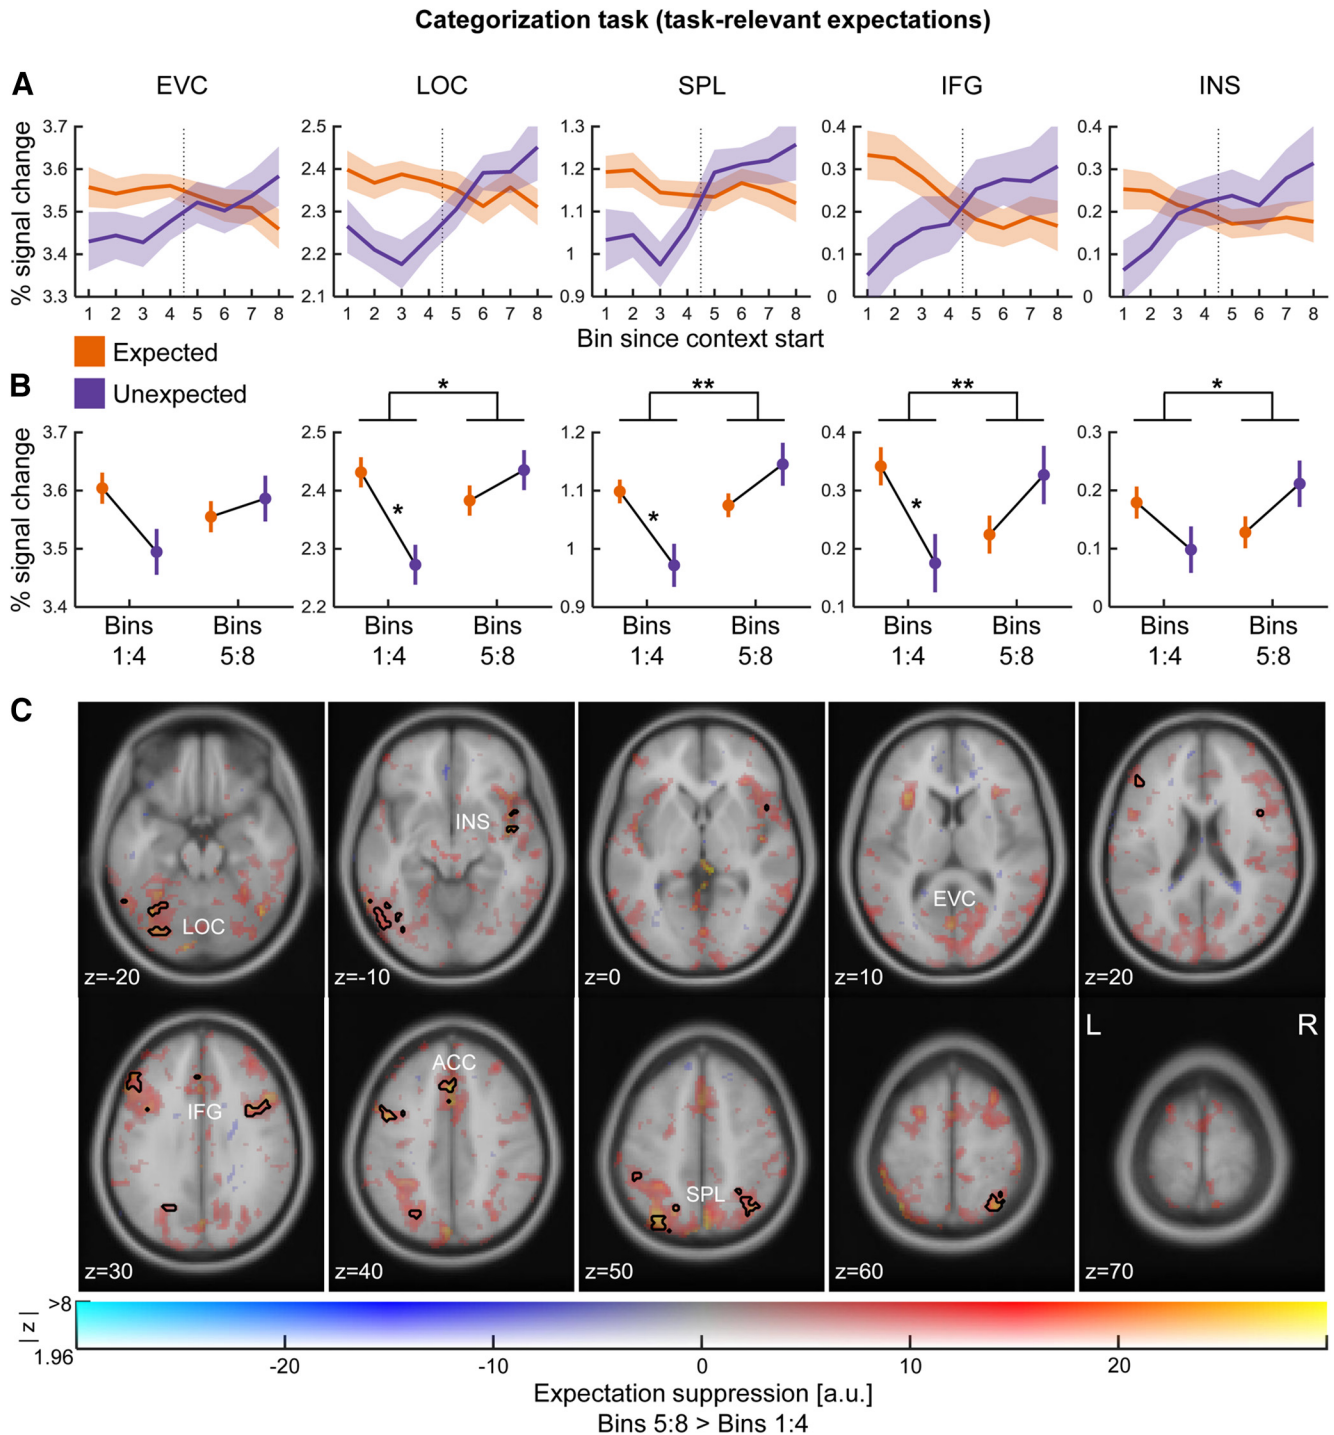 Categorization task (task-relevant expectations)
A
EVC LOC SPL IFG INS
% signal change
3.7 3.6 3.5 3.4 3.3
2.5 2.4 2.3 2.2 2.1
1.3 1.2 1.1 1 0.9
0.4 0.3 0.2 0.1 0
0.4 0.3 0.2 0.1 0
1 2 3 4 5 6 7 8
1 2 3 4 5 6 7 8
1 2 3 4 5 6 7 8
1 2 3 4 5 6 7 8
1 2 3 4 5 6 7 8
Bin since context start
Expected
Unexpected
B
* ** ** *
% signal change
3.7 3.6 3.5 3.4
2.5 2.4 2.3 2.2
1.2 1.1 1 0.9
0.4 0.3 0.2 0.1
0.3 0.2 0.1 0
* * *
Bins Bins Bins Bins Bins Bins Bins Bins Bins Bins
1:4 5:8 1:4 5:8 1:4 5:8 1:4 5:8 1:4 5:8
C
INS
LOC
EVC
z=-20 z=-10 z=0 z=10 z=20
L R
ACC
IFG
SPL
z=30 z=40 z=50 z=60 z=70
| z |
>8
1.96
-20 -10 0 10 20
Expectation suppression [a.u.]
Bins 5:8 > Bins 1:4